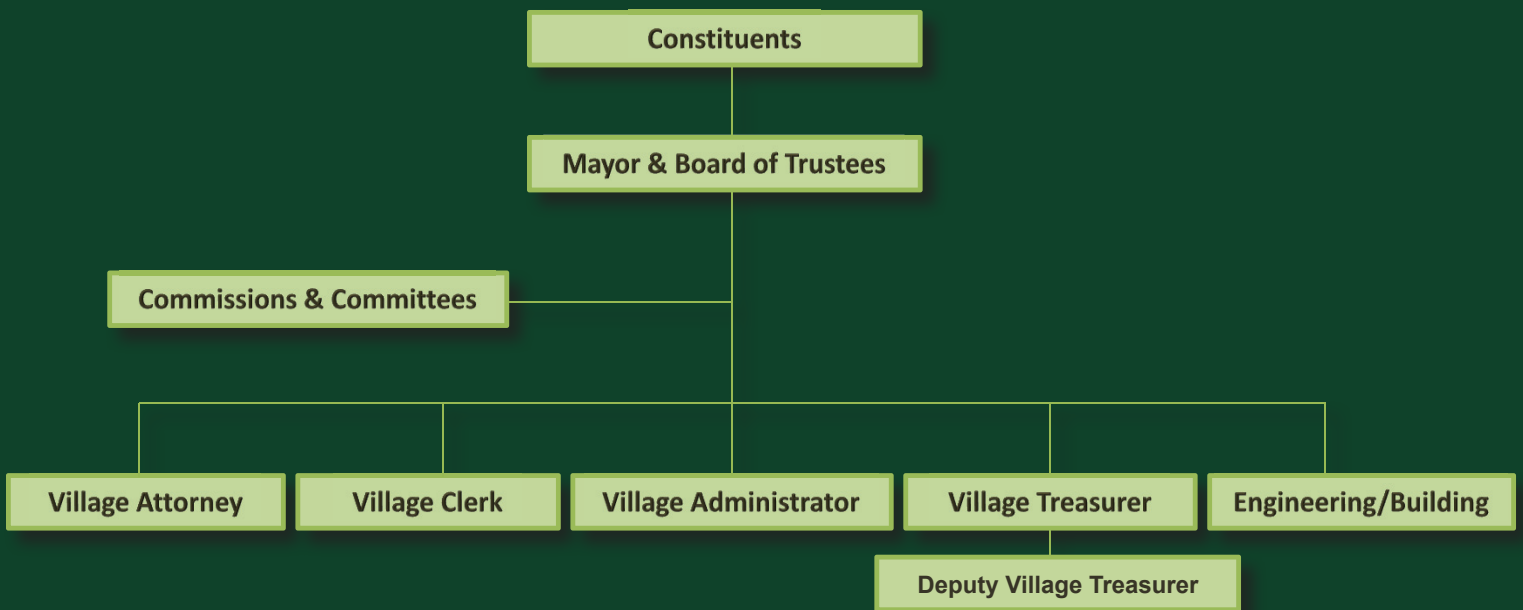 Constituents
Mayor & Board of Trustees
Commissions & Committees
Village Attorney
Village Clerk
Village Administrator
Village Treasurer
Engineering/Building
Deputy Village Treasurer